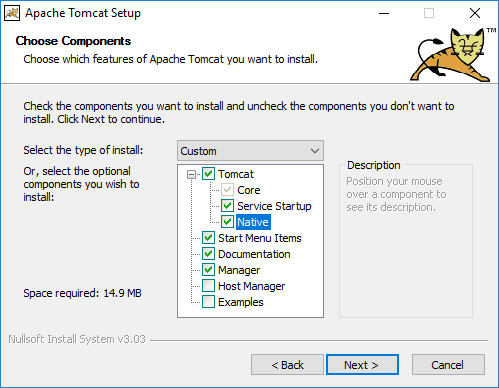 Apache Tomcat Setup
Choose Components
Choose which features of Apache Tomcat you want to install.
TM
Check the components you want to install and uncheck the components you don't want to
install. Click Next to continue.
Select the type of install:
Custom
Or, select the optional
components you wish to
install:
Tomcat
Core
Service Startup
Native
Start Menu Items
Documentation
Manager
Host Manager
Examples
Description
Position your mouse
over a component to
see its description.
Space required: 14.9 MB
Nullsoft Install System v3.03
< Back
Next >
Cancel